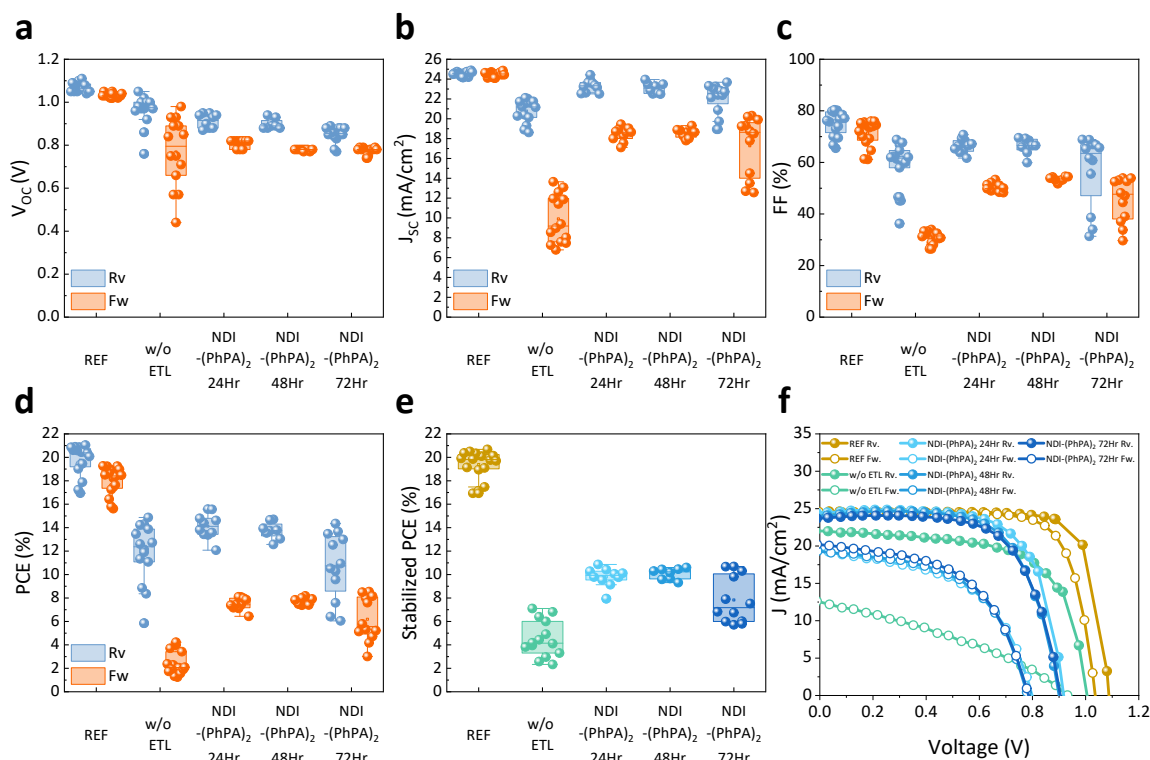 a
1.2
1.0
0.8
0.6
0.4
0.2
0.0
V_OC (V)
Rv
Fw
REF
w/o
ETL
NDI
-(PhPA)₂
24Hr
NDI
-(PhPA)₂
48Hr
NDI
-(PhPA)₂
72Hr
b
26
24
22
20
18
16
14
12
10
8
6
4
2
0
J_SC (mA/cm²)
Rv
Fw
REF
w/o
ETL
NDI
-(PhPA)₂
24Hr
NDI
-(PhPA)₂
48Hr
NDI
-(PhPA)₂
72Hr
c
100
80
60
40
20
0
FF (%)
Rv
Fw
REF
w/o
ETL
NDI
-(PhPA)₂
24Hr
NDI
-(PhPA)₂
48Hr
NDI
-(PhPA)₂
72Hr
d
22
20
18
16
14
12
10
8
6
4
2
0
PCE (%)
Rv
Fw
REF
w/o
ETL
NDI
-(PhPA)₂
24Hr
NDI
-(PhPA)₂
48Hr
NDI
-(PhPA)₂
72Hr
e
22
20
18
16
14
12
10
8
6
4
2
0
Stabilized PCE (%)
REF
w/o
ETL
NDI
-(PhPA)₂
24Hr
NDI
-(PhPA)₂
48Hr
NDI
-(PhPA)₂
72Hr
f
35
30
25
20
15
10
5
0
J (mA/cm²)
REF Rv.
REF Fw.
w/o ETL Rv.
w/o ETL Fw.
NDI-(PhPA)₂ 24Hr Rv.
NDI-(PhPA)₂ 24Hr Fw.
NDI-(PhPA)₂ 48Hr Rv.
NDI-(PhPA)₂ 48Hr Fw.
NDI-(PhPA)₂ 72Hr Rv.
NDI-(PhPA)₂ 72Hr Fw.
0.0
0.2
0.4
0.6
0.8
1.0
1.2
Voltage (V)